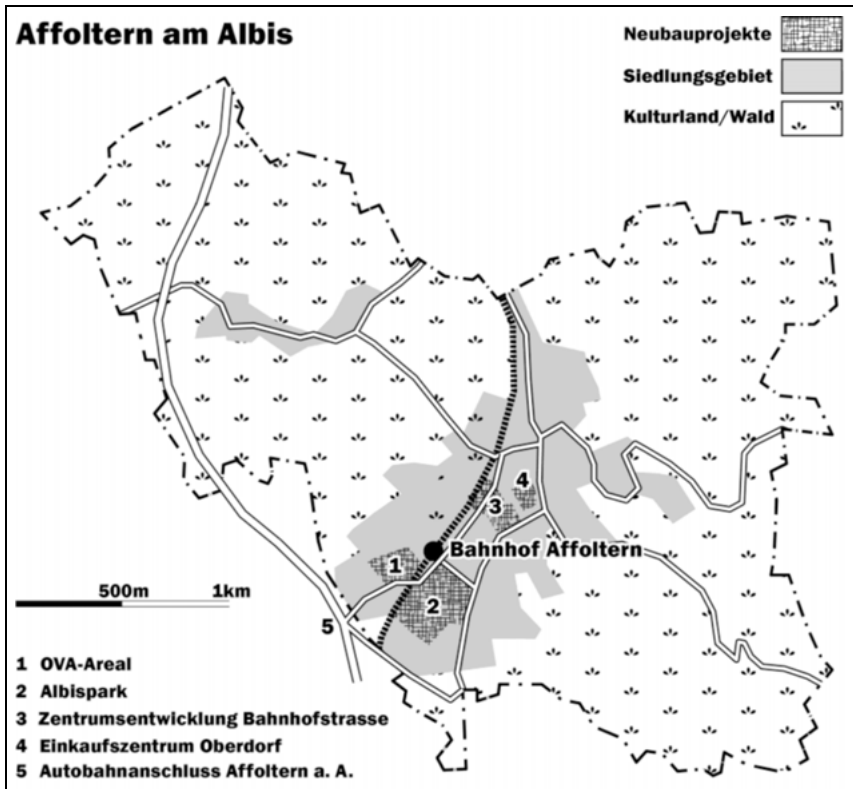 Affoltern am Albis
Neubauprojekte
Siedlungsgebiet
Kulturland/Wald
4
3
Bahnhof Affoltern
1
2
500m 1km
5
1 OVA-Areal
2 Albispark
3 Zentrumsentwicklung Bahnhofstrasse
4 Einkaufszentrum Oberdorf
5 Autobahnanschluss Affoltern a. A.